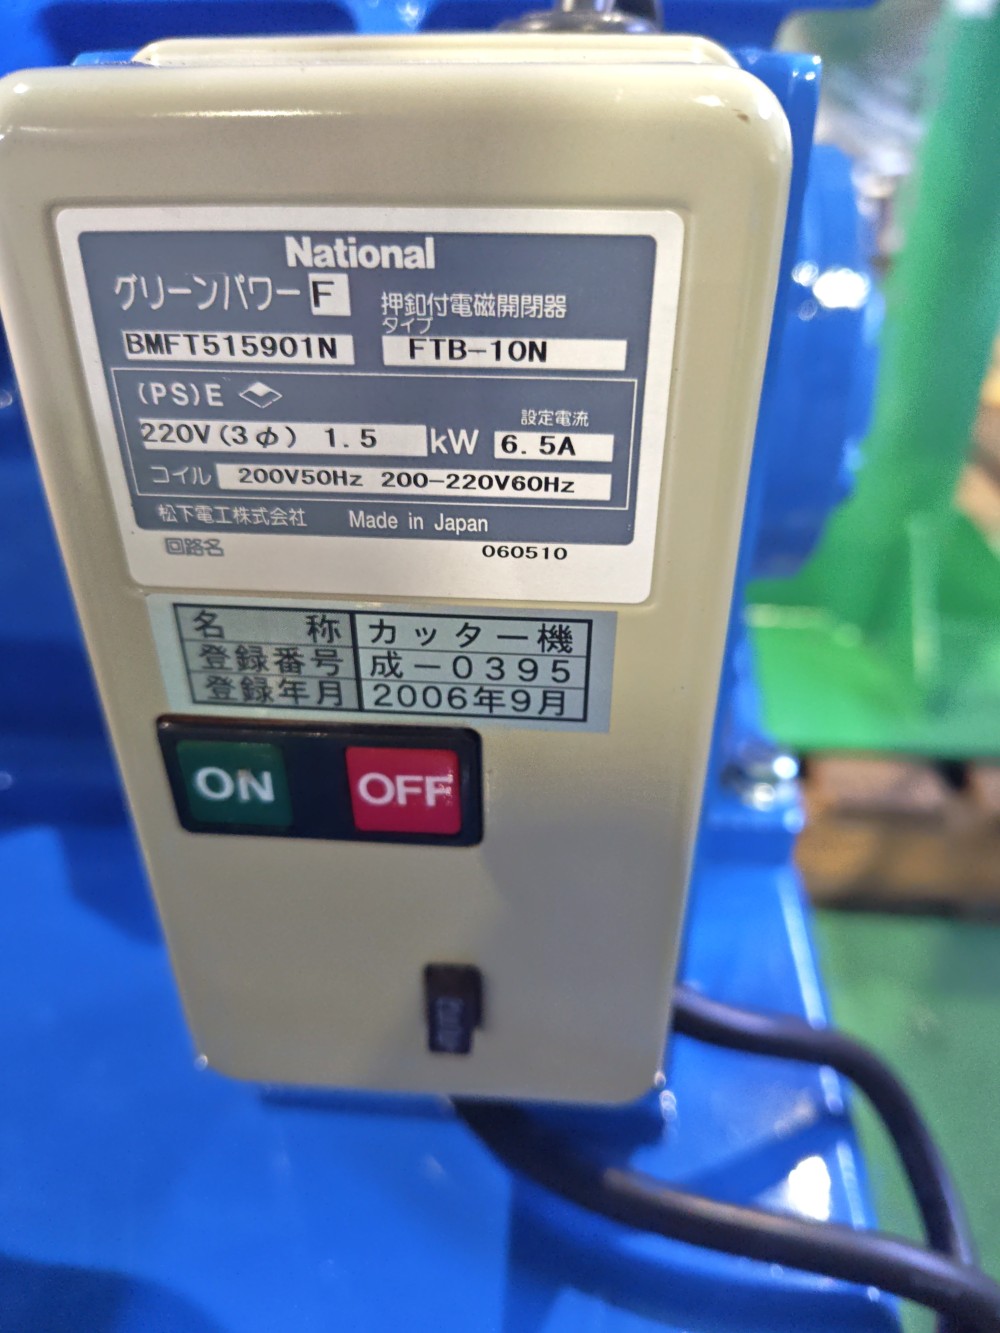 National
グリーンパワーF
押釦付電磁開閉器
タイプ
BMFT515901N
FTB-10N
(PS)E
設定電流
220V(3φ) 1.5 kW 6.5A
コイル 200V50Hz 200-220V60Hz
松下電工株式会社 Made in Japan
回路名 060510
名称 カッター機
登録番号 成-0395
登録年月 2006年9月
ON OFF